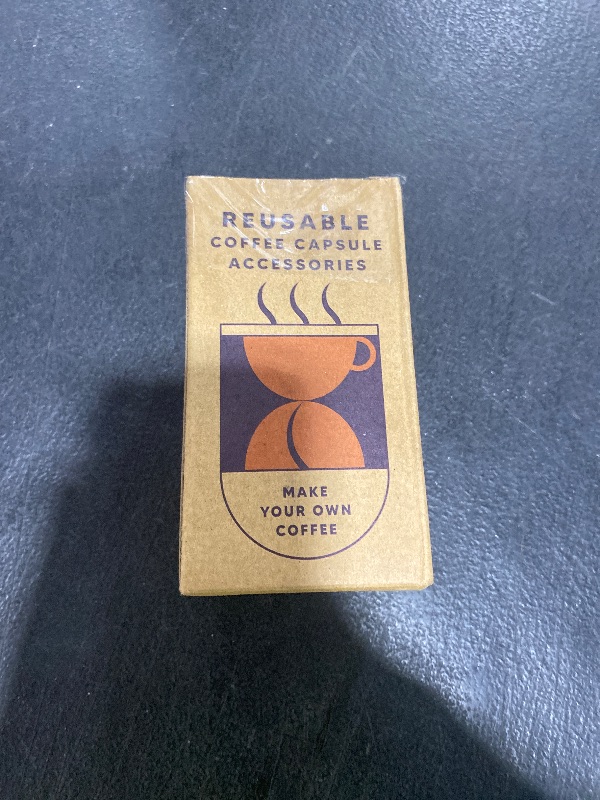 REUSABLE
COFFEE CAPSULE
ACCESSORIES
MAKE
YOUR OWN
COFFEE